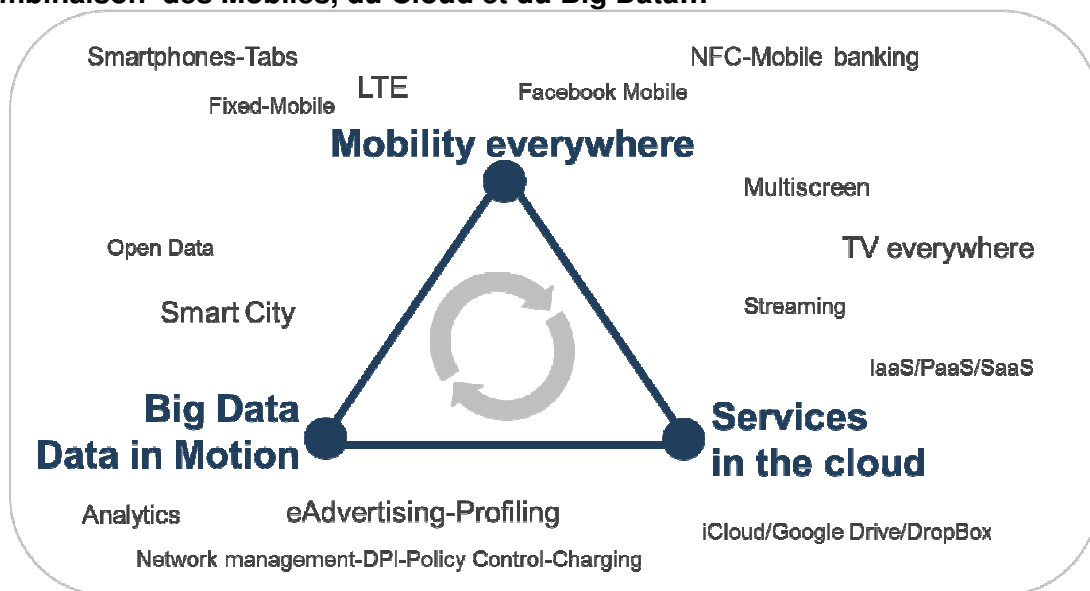 des Mobiles, du Cloud et du Big Data...
Smartphones-Tabs
NFC-Mobile banking
LTE
Facebook Mobile
Fixed-Mobile
Mobility everywhere
Multiscreen
Open Data
TV everywhere
Smart City
Streaming
IaaS/PaaS/SaaS
Big Data
Data in Motion
Services
in the cloud
Analytics
eAdvertising-Profiling
iCloud/Google Drive/DropBox
Network management-DPI-Policy Control-Charging